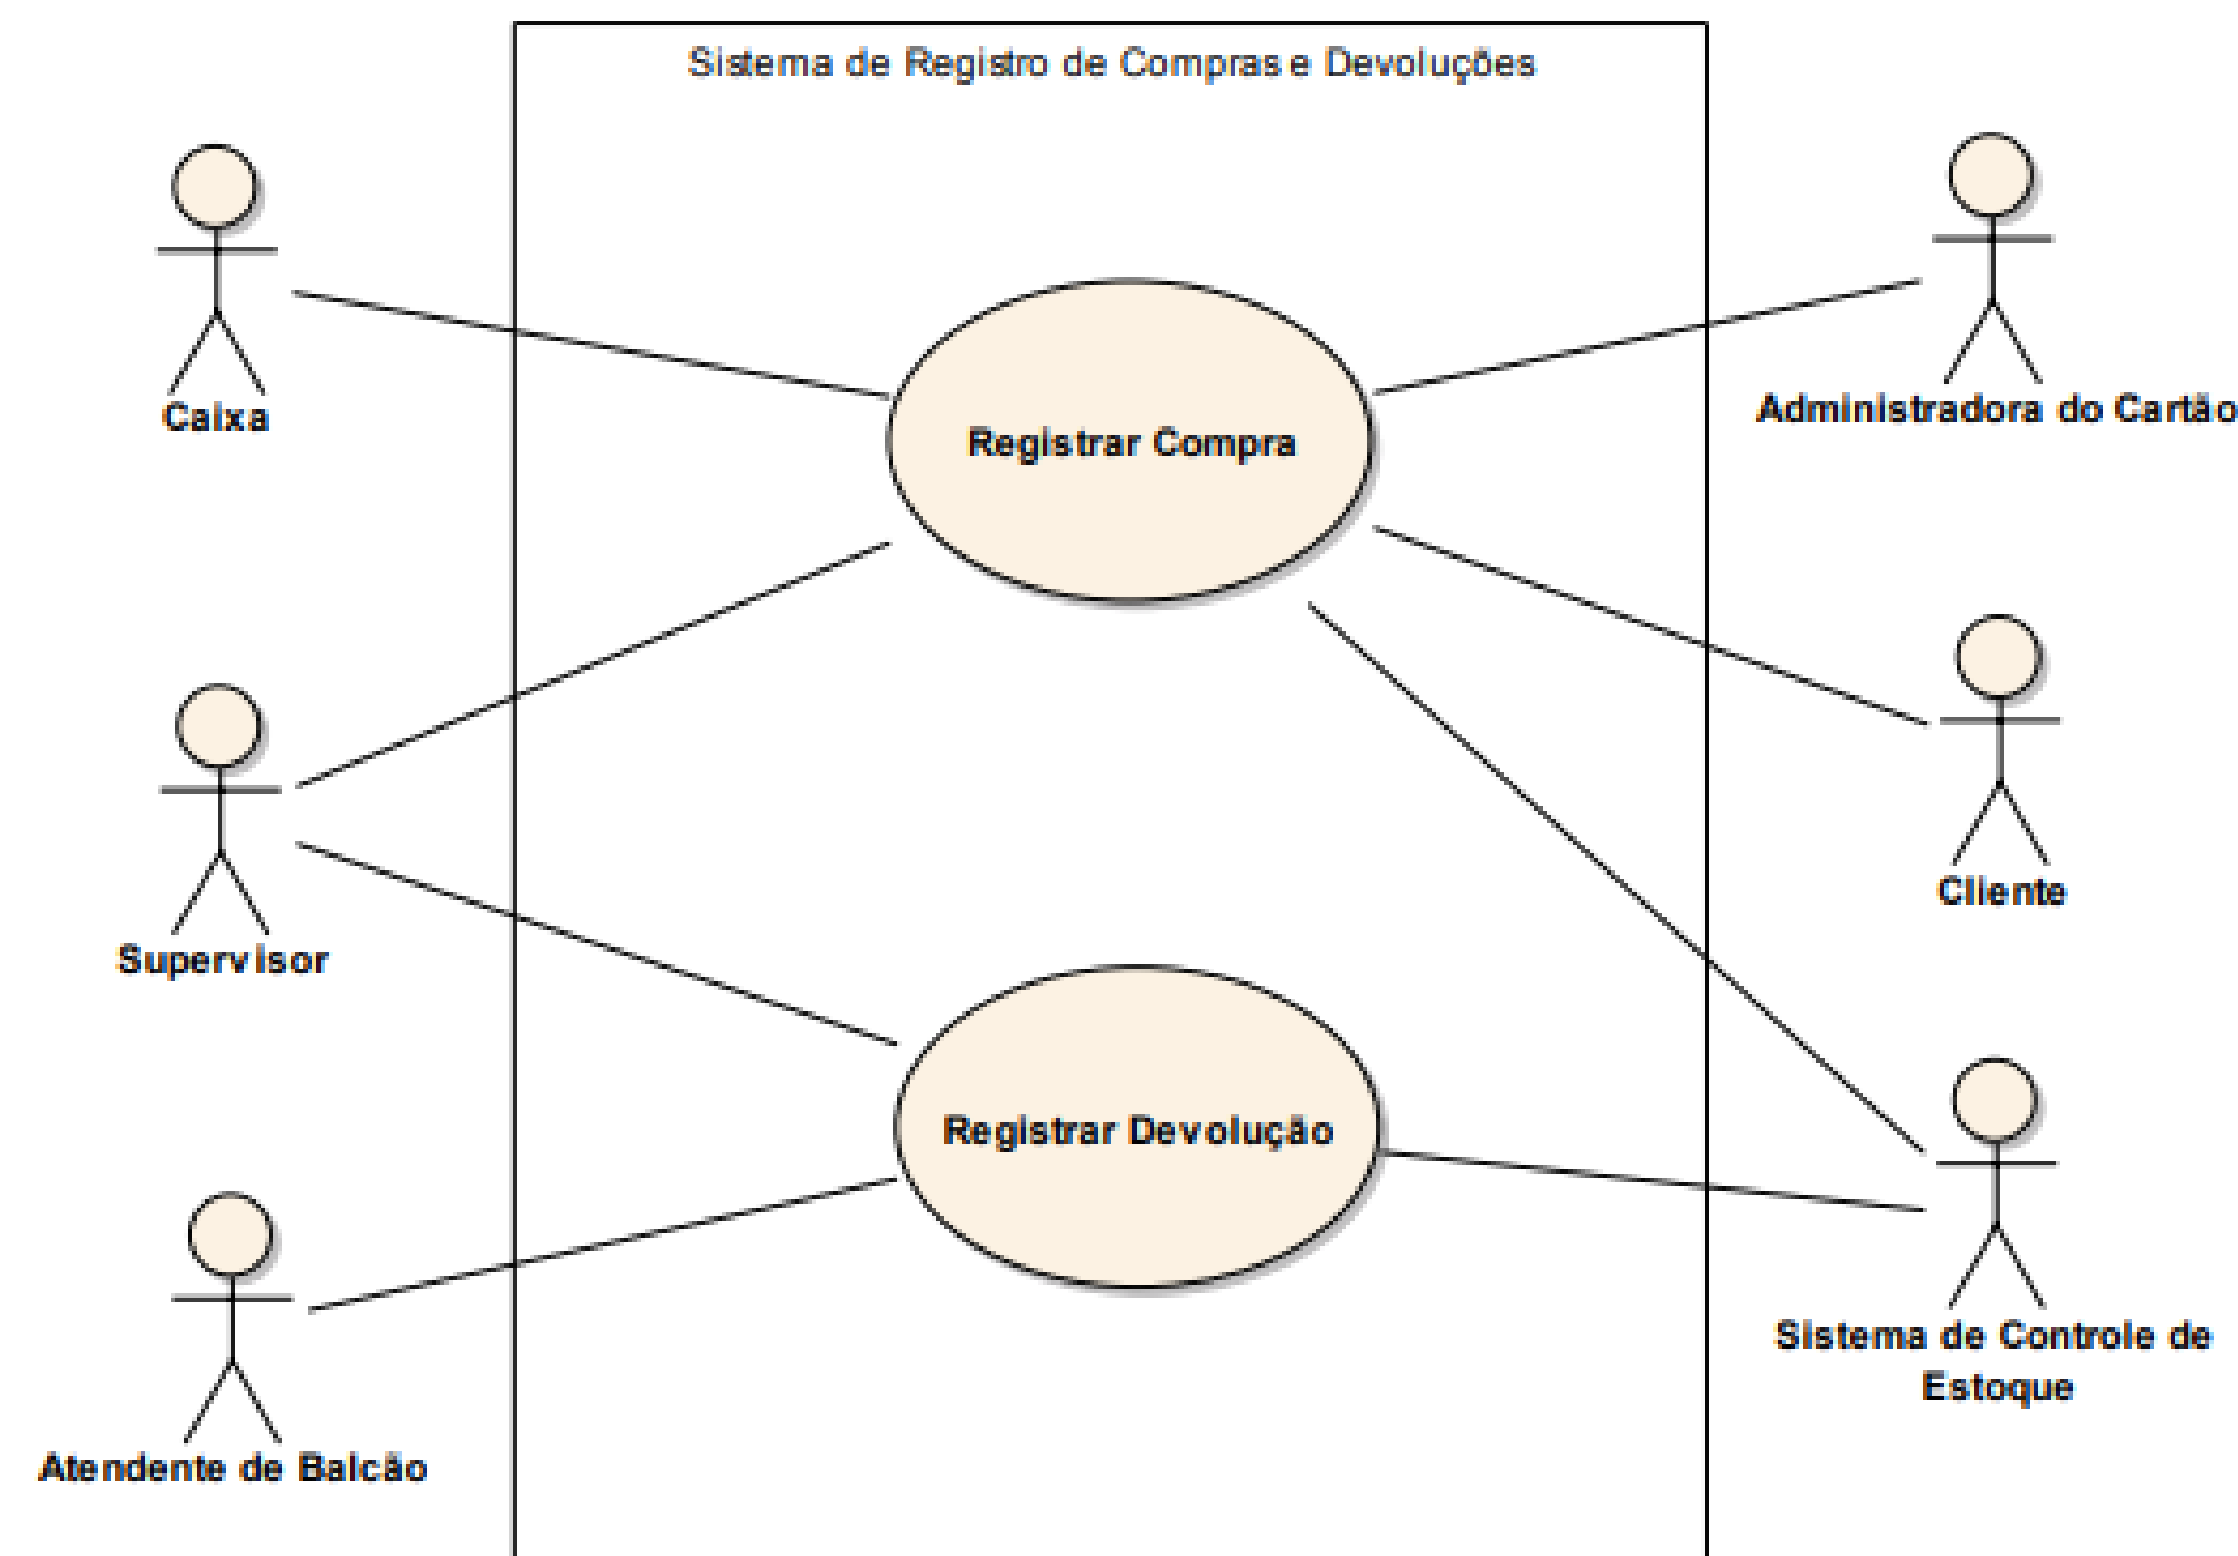 Sistema de Registro de Compras e Devoluções
Caixa
Administradora do Cartão
Registrar Compra
Cliente
Supervisor
Registrar Devolução
Sistema de Controle de
Estoque
Atendente de Balcão